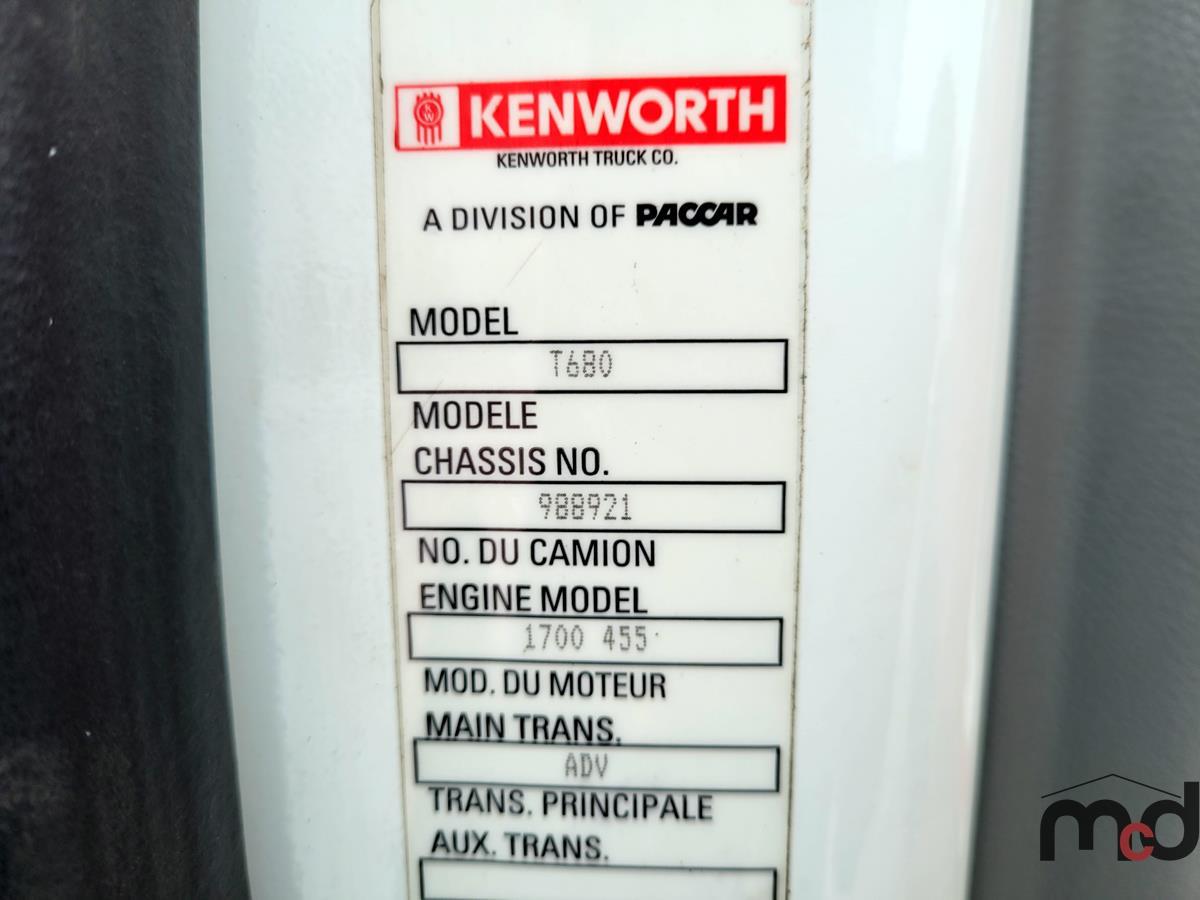 KW KENWORTH
KENWORTH TRUCK CO.
A DIVISION OF PACCAR
MODEL
T680
MODELE
CHASSIS NO.
988921
NO. DU CAMION
ENGINE MODEL
1700 455
MOD. DU MOTEUR
MAIN TRANS.
ADV
TRANS. PRINCIPALE
AUX. TRANS.
mcd